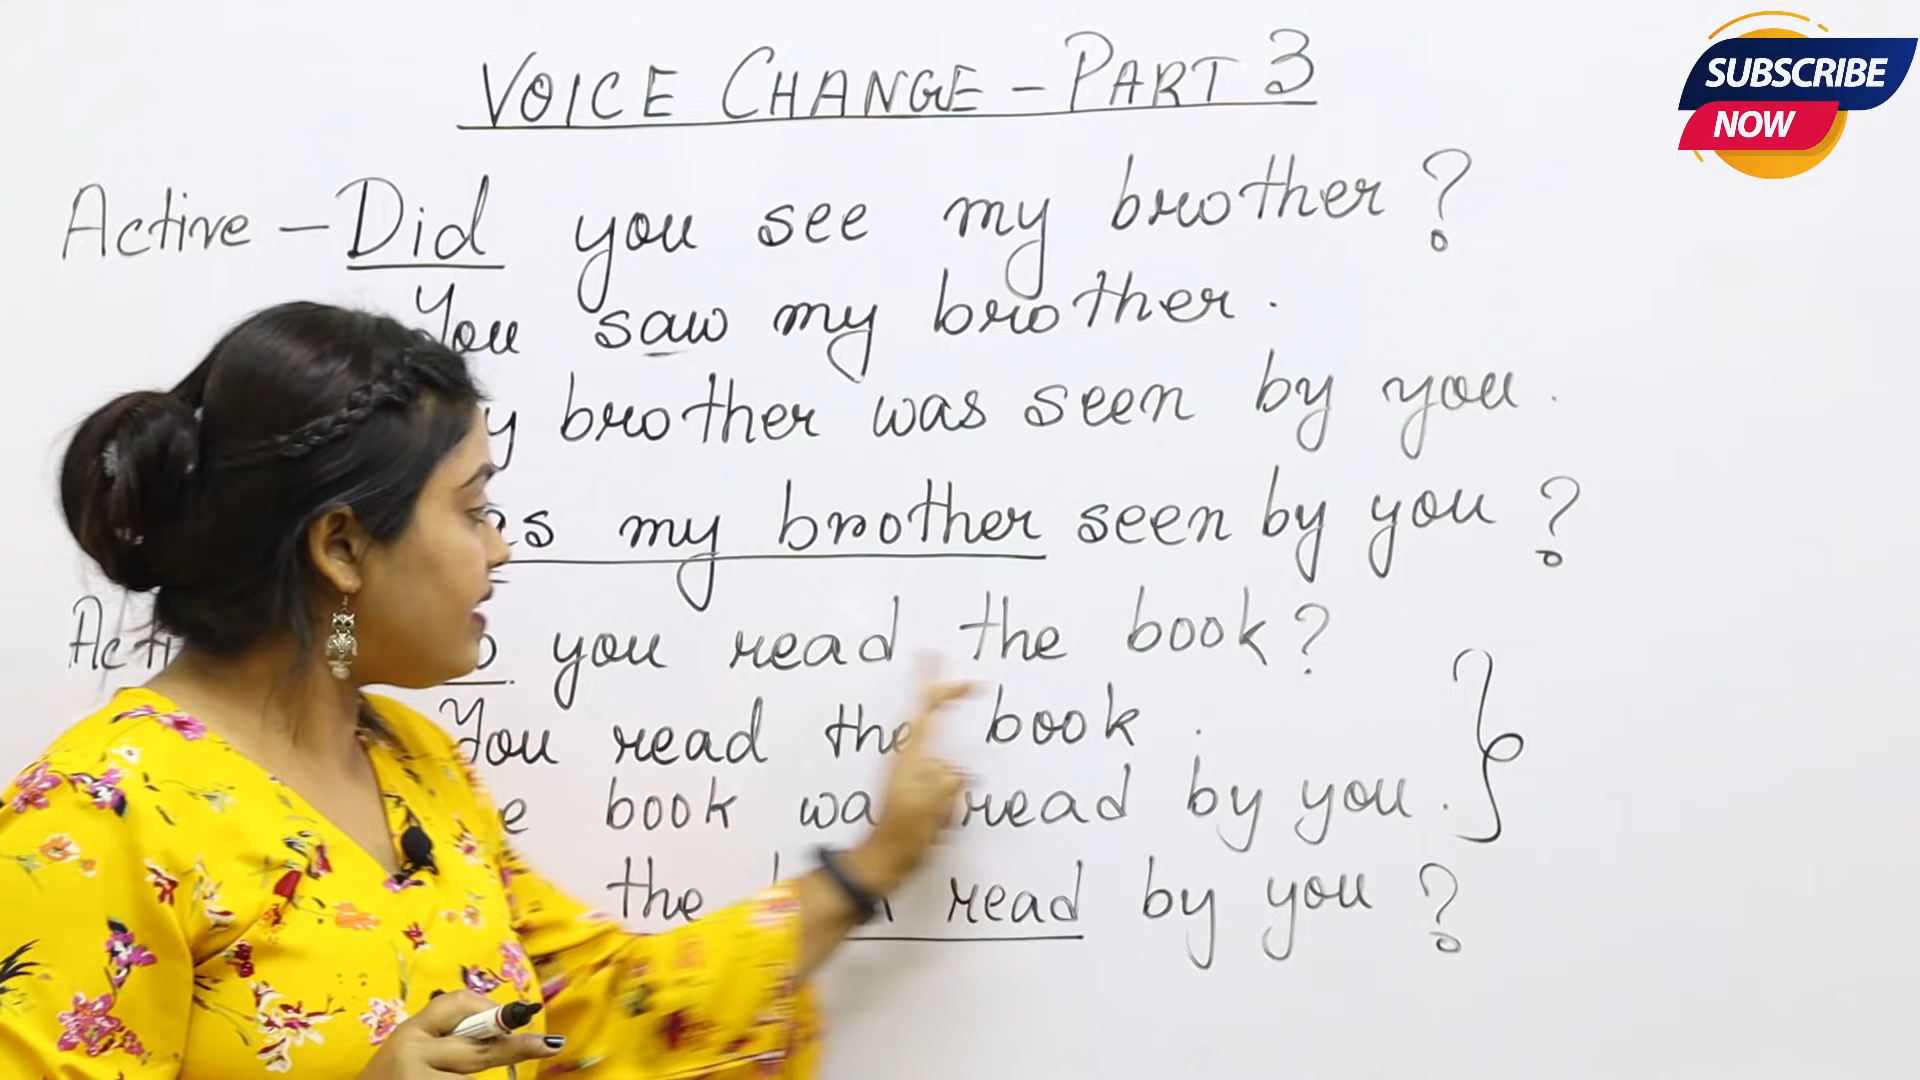 VOICE CHANGE - PART 3
SUBSCRIBE
NOW
Active - Did you see my brother?
You saw my brother.
brother was seen by you.
my brother seen by you?
you read the book?
You read the book.
book read by you.
the read by you?